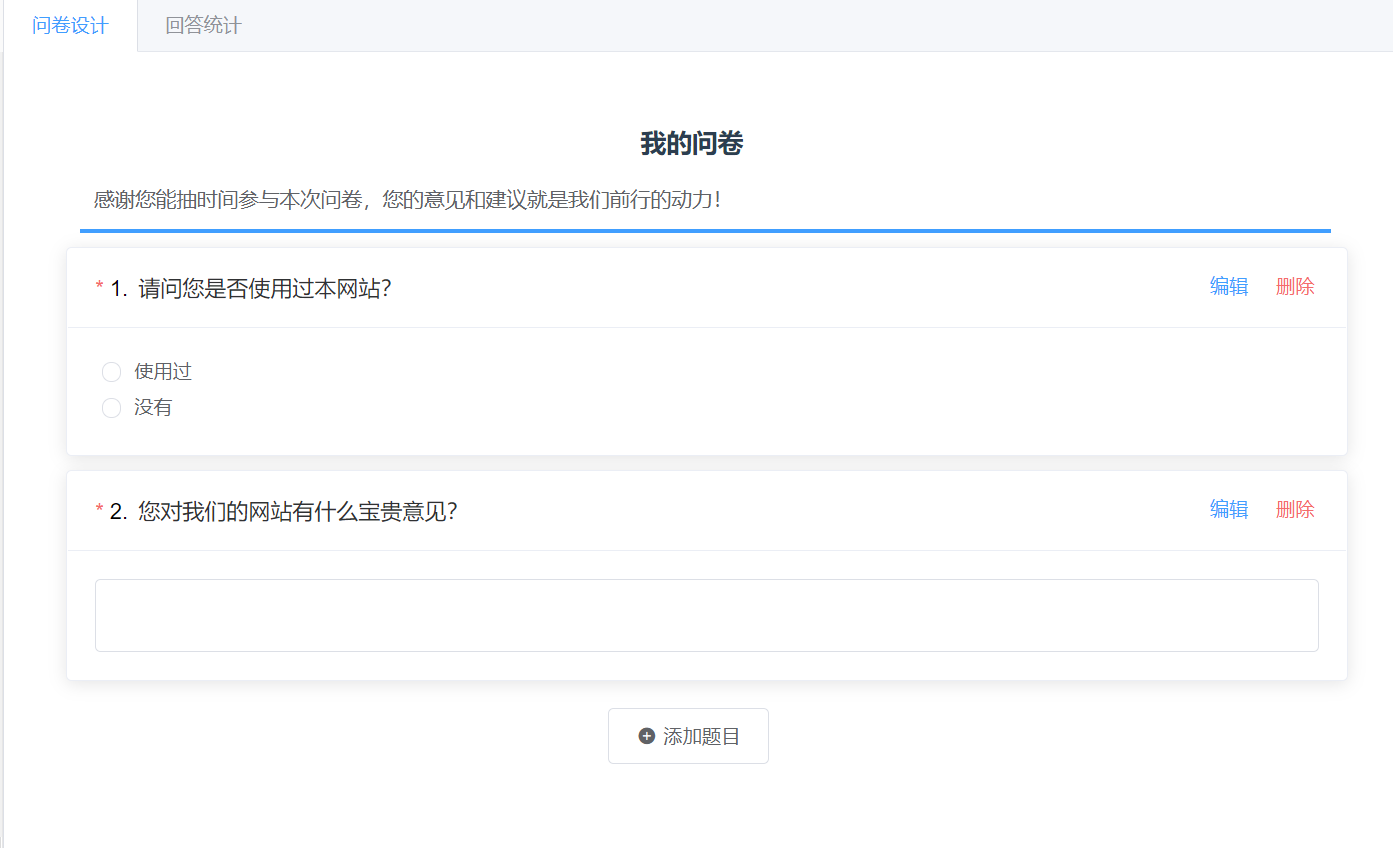 问卷设计 回答统计
我的问卷
感谢您能抽时间参与本次问卷，您的意见和建议就是我们前行的动力！
* 1. 请问您是否使用过本网站？ 编辑 删除
使用过
没有
* 2. 您对我们的网站有什么宝贵意见？ 编辑 删除
添加题目